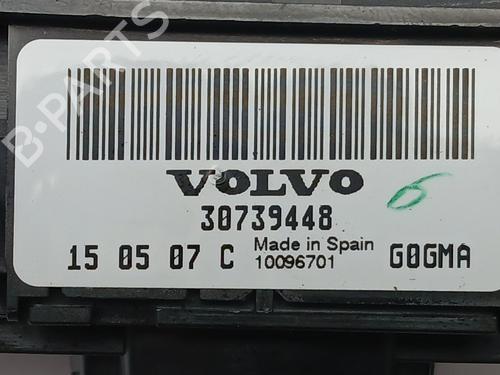 B-PARTS
VOLVO
6
30739448
15 05 07 C Made in Spain G0GMA
10096701